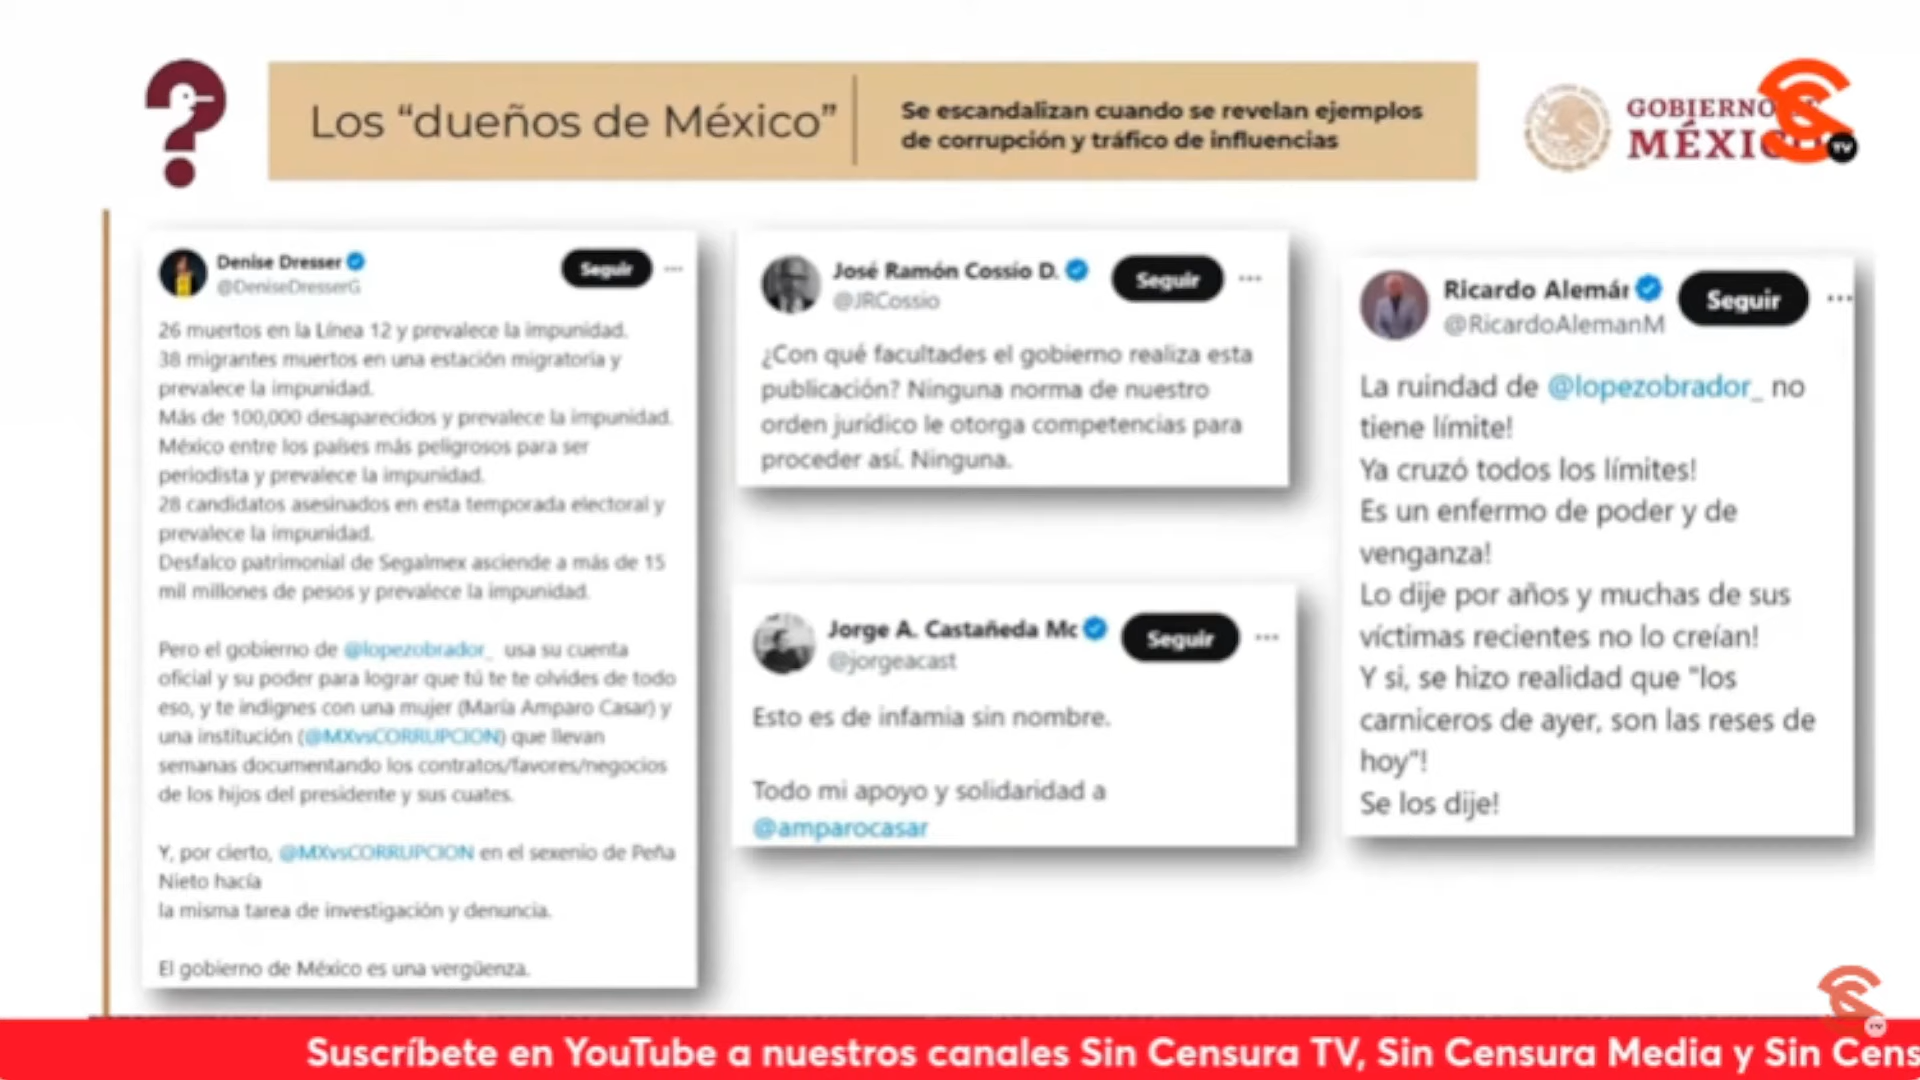 Los “dueños de México”
Se escandalizan cuando se revelan ejemplos
de corrupción y tráfico de influencias
GOBIERNO
MÉXICO
TV
Denise Dresser
@DeniseDresserG
Seguir
26 muertos en la Línea 12 y prevalece la impunidad.
38 migrantes muertos en una estación migratoria y
prevalece la impunidad.
Más de 100,000 desaparecidos y prevalece la impunidad.
México entre los países más peligrosos para ser
periodista y prevalece la impunidad.
28 candidatos asesinados en esta temporada electoral y
prevalece la impunidad.
Desfalco patrimonial de Segalmex asciende a más de 15
mil millones de pesos y prevalece la impunidad.
Pero el gobierno de @lopezobrador_ usa su cuenta
oficial y su poder para lograr que tú te te olvides de todo
eso, y te indignes con una mujer (María Amparo Casar) y
una institución (@MXvsCORRUPCION) que llevan
semanas documentando los contratos/favores/negocios
de los hijos del presidente y sus cuates.
Y, por cierto, @MXvsCORRUPCION en el sexenio de Peña
Nieto hacía
la misma tarea de investigación y denuncia.
El gobierno de México es una vergüenza.
José Ramón Cossío D.
@JRCossio
Seguir
¿Con qué facultades el gobierno realiza esta
publicación? Ninguna norma de nuestro
orden jurídico le otorga competencias para
proceder así. Ninguna.
Jorge A. Castañeda Mc
@jorgeacast
Seguir
Esto es de infamia sin nombre.
Todo mi apoyo y solidaridad a
@amparocasar
Ricardo Alemár
@RicardoAlemanM
Seguir
La ruindad de @lopezobrador_ no
tiene límite!
Ya cruzó todos los límites!
Es un enfermo de poder y de
venganza!
Lo dije por años y muchas de sus
víctimas recientes no lo creían!
Y si, se hizo realidad que "los
carniceros de ayer, son las reses de
hoy"!
Se los dije!
TV
Suscríbete en YouTube a nuestros canales Sin Censura TV, Sin Censura Media y Sin Cens